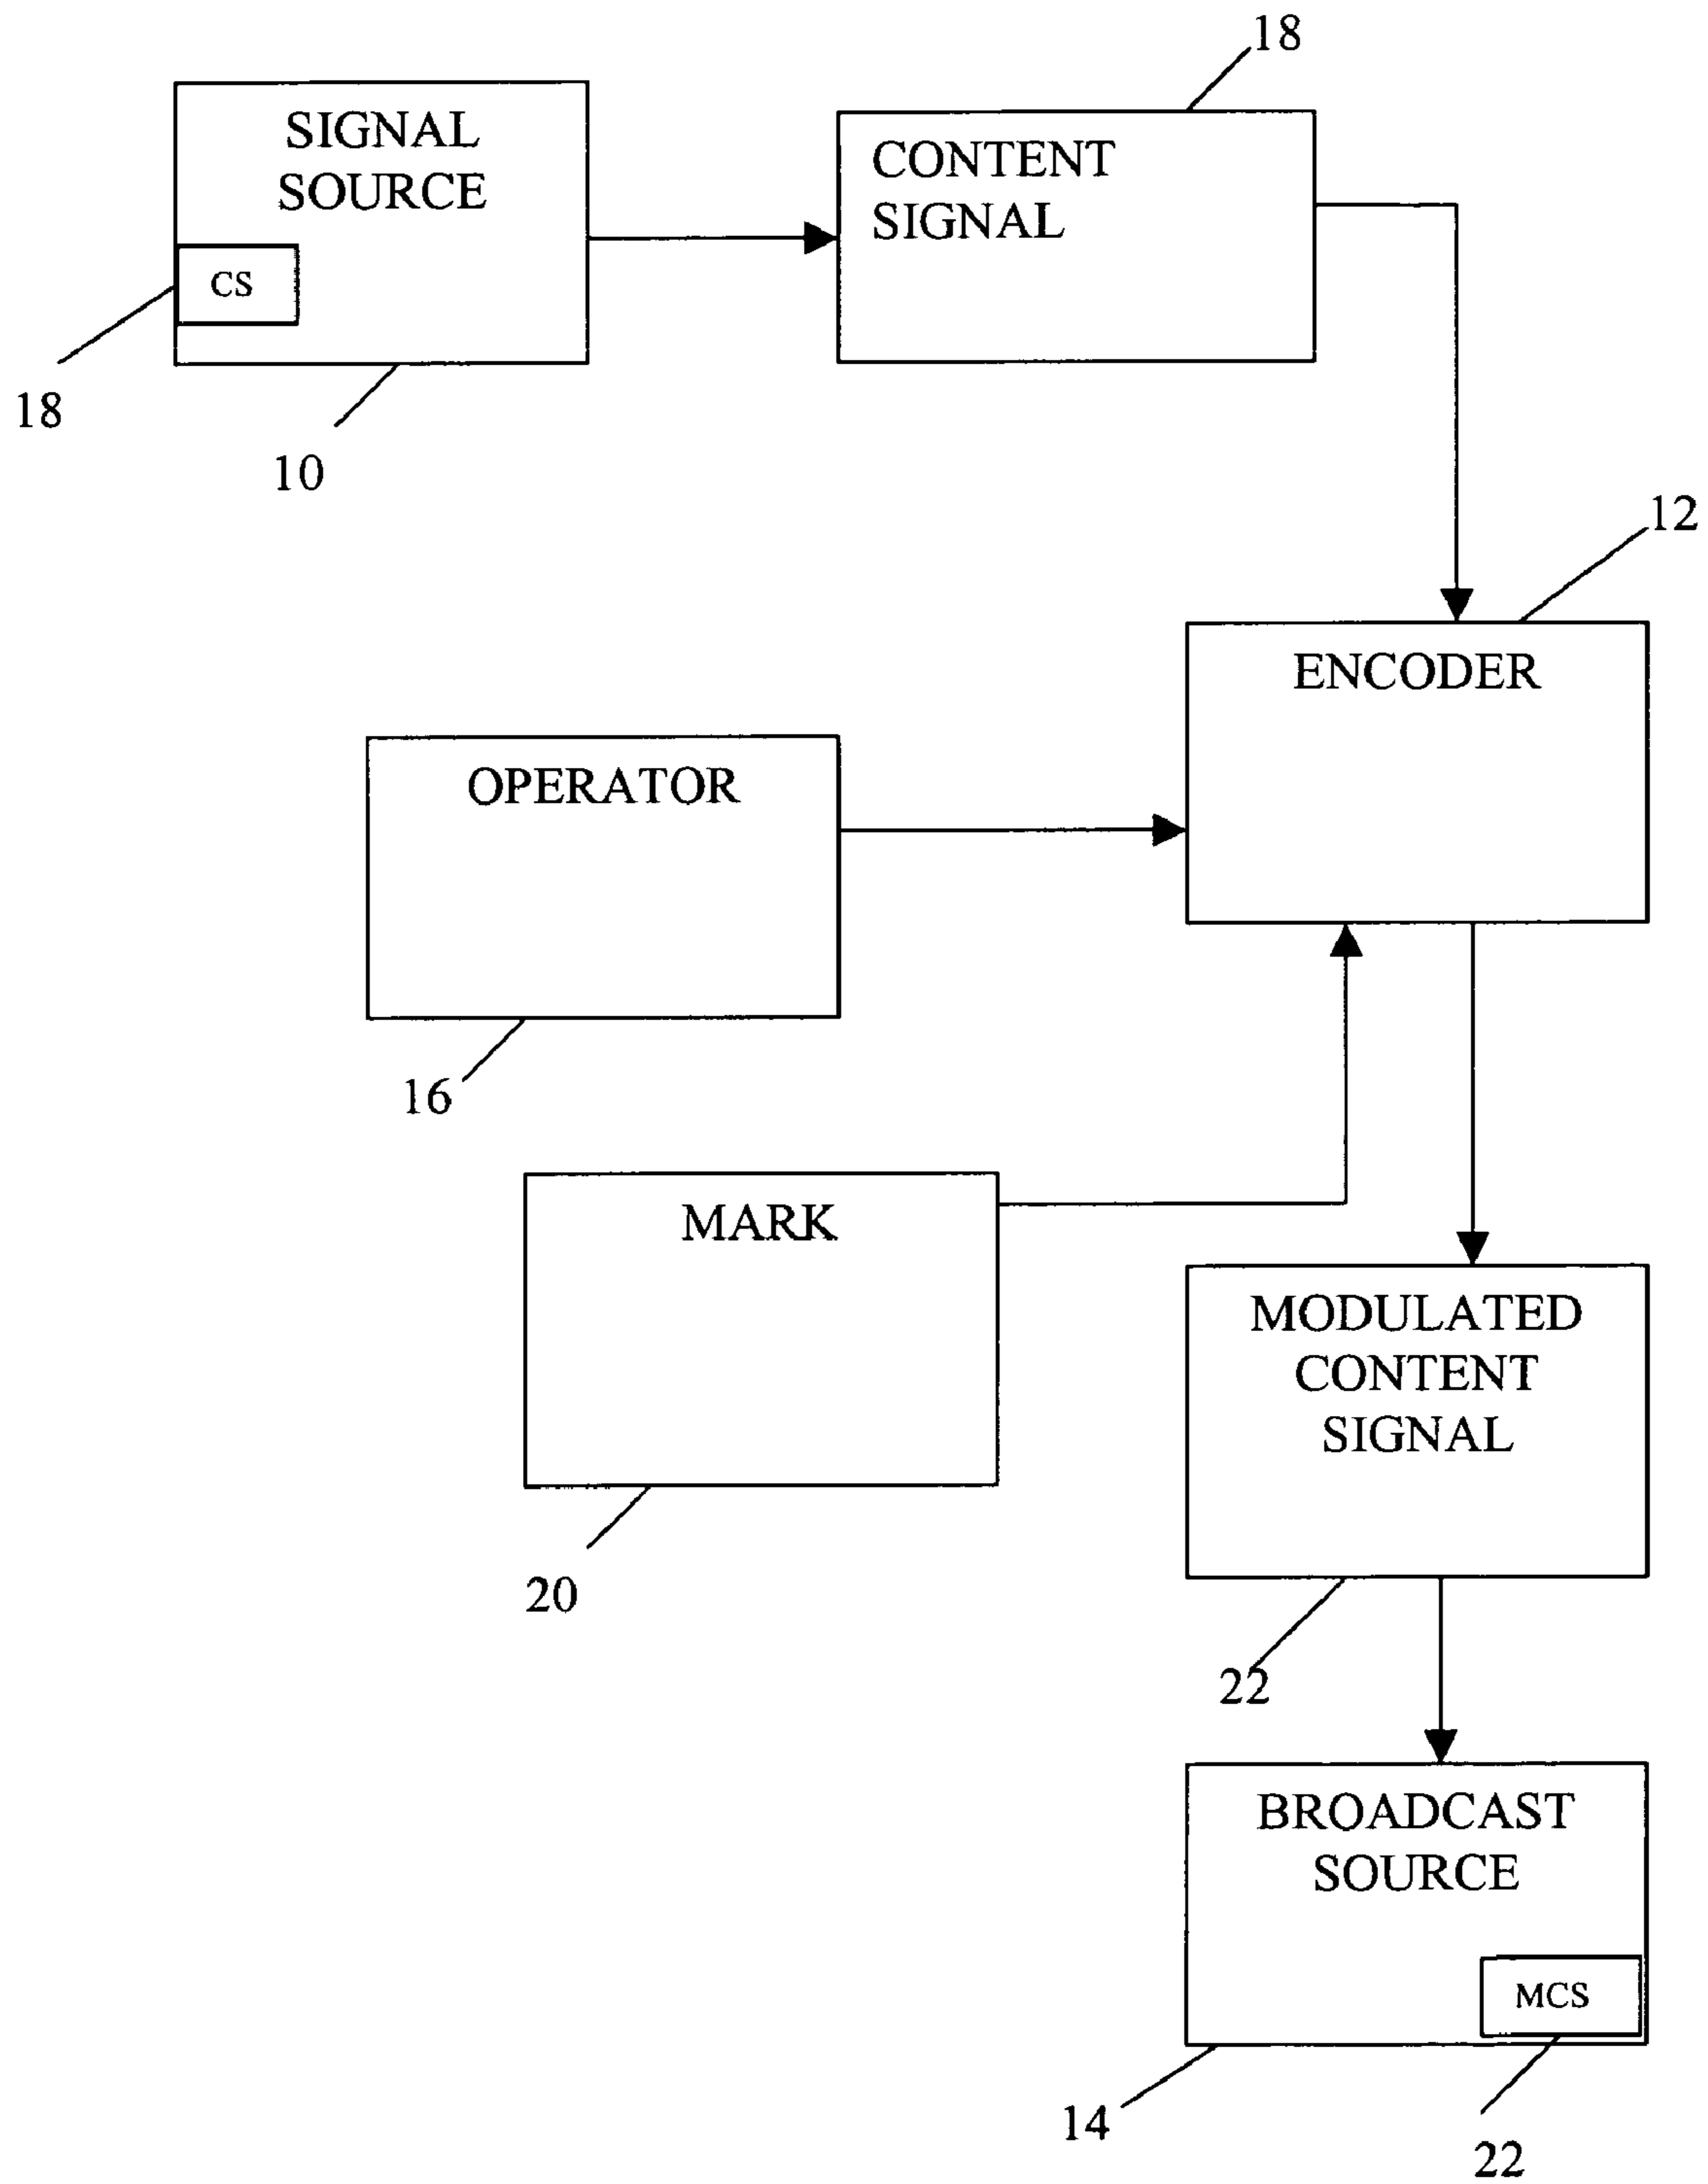 18
SIGNAL
SOURCE
CONTENT
SIGNAL
CS
18
10
12
ENCODER
OPERATOR
16
MARK
20
MODULATED
CONTENT
SIGNAL
22
BROADCAST
SOURCE
MCS
14
22